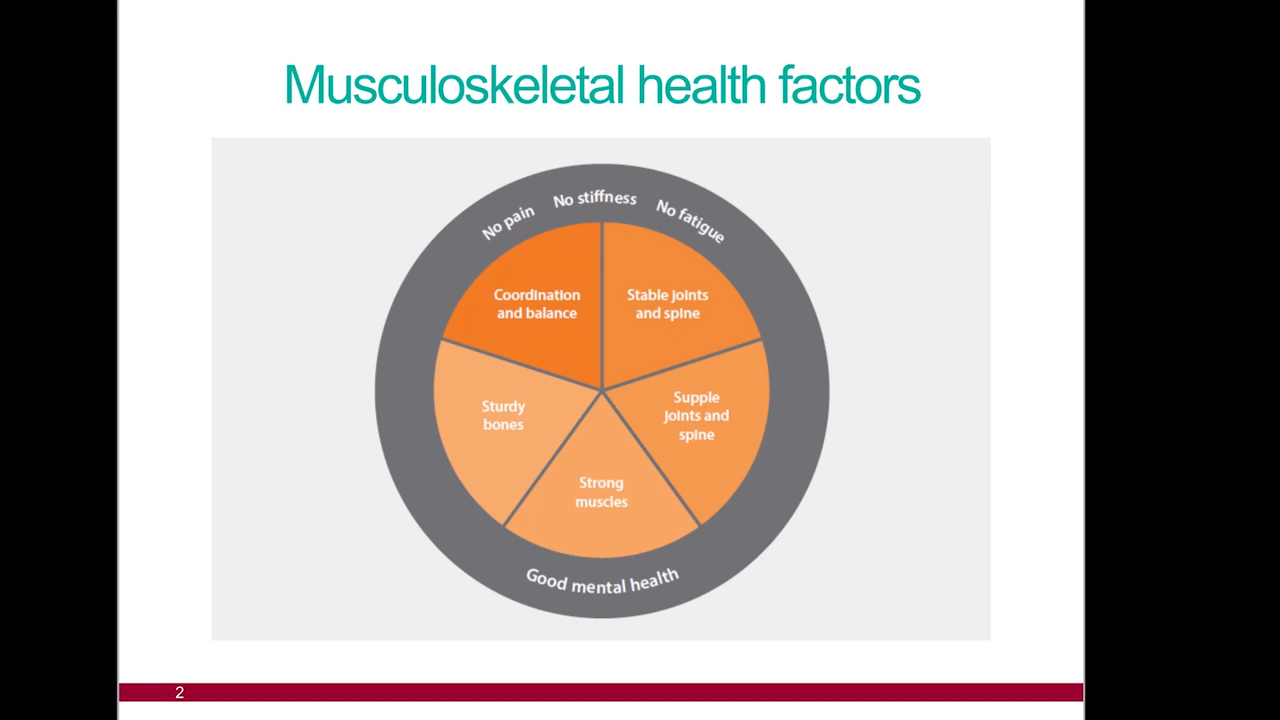 Musculoskeletal health factors
No pain No stiffness No fatigue
Coordination
and balance
Stable joints
and spine
Sturdy
bones
Supple
joints and
spine
Strong
muscles
Good mental health
2